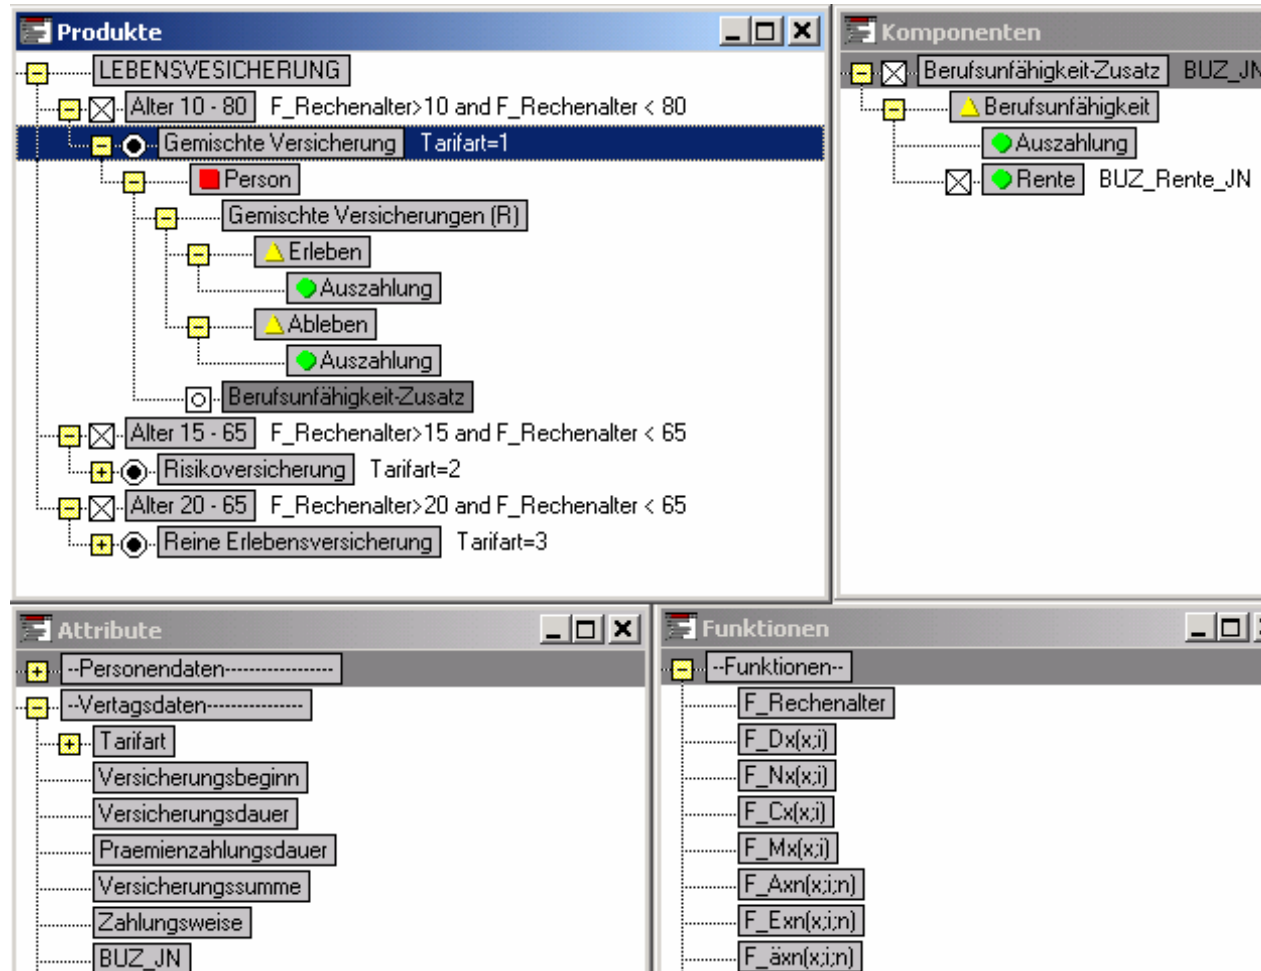 Produkte
LEBENSVESICHERUNG
Alter 10 - 80 F_Rechenalter>10 and F_Rechenalter < 80
Gemischte Versicherung Tarifart=1
Person
Gemischte Versicherungen (R)
Erleben
Auszahlung
Ableben
Auszahlung
Berufsunfähigkeit-Zusatz
Alter 15 - 65 F_Rechenalter>15 and F_Rechenalter < 65
Risikoversicherung Tarifart=2
Alter 20 - 65 F_Rechenalter>20 and F_Rechenalter < 65
Reine Erlebensversicherung Tarifart=3
Komponenten
Berufsunfähigkeit-Zusatz BUZ_JN
Berufsunfähigkeit
Auszahlung
Rente BUZ_Rente_JN
Attribute
--Personendaten------------------
--Vertagsdaten----------------
Tarifart
Versicherungsbeginn
Versicherungsdauer
Praemienzahlungsdauer
Versicherungssumme
Zahlungsweise
BUZ_JN
Funktionen
--Funktionen--
F_Rechenalter
F_Dx(x;i)
F_Nx(x;i)
F_Cx(x;i)
F_Mx(x;i)
F_Axn(x;i;n)
F_Exn(x;i;n)
F_äxn(x;i;n)